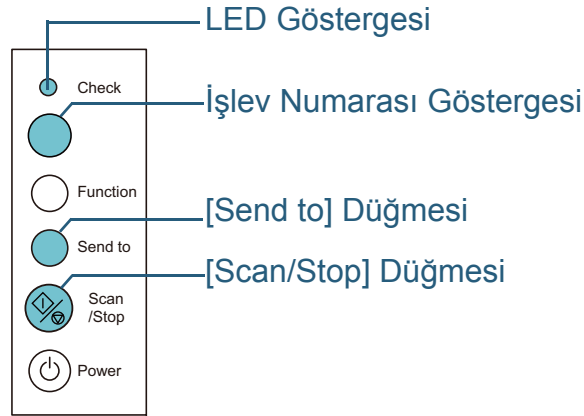 LED Göstergesi
Check
İşlev Numarası Göstergesi
Function
[Send to] Düğmesi
Send to
[Scan/Stop] Düğmesi
Scan
/Stop
Power